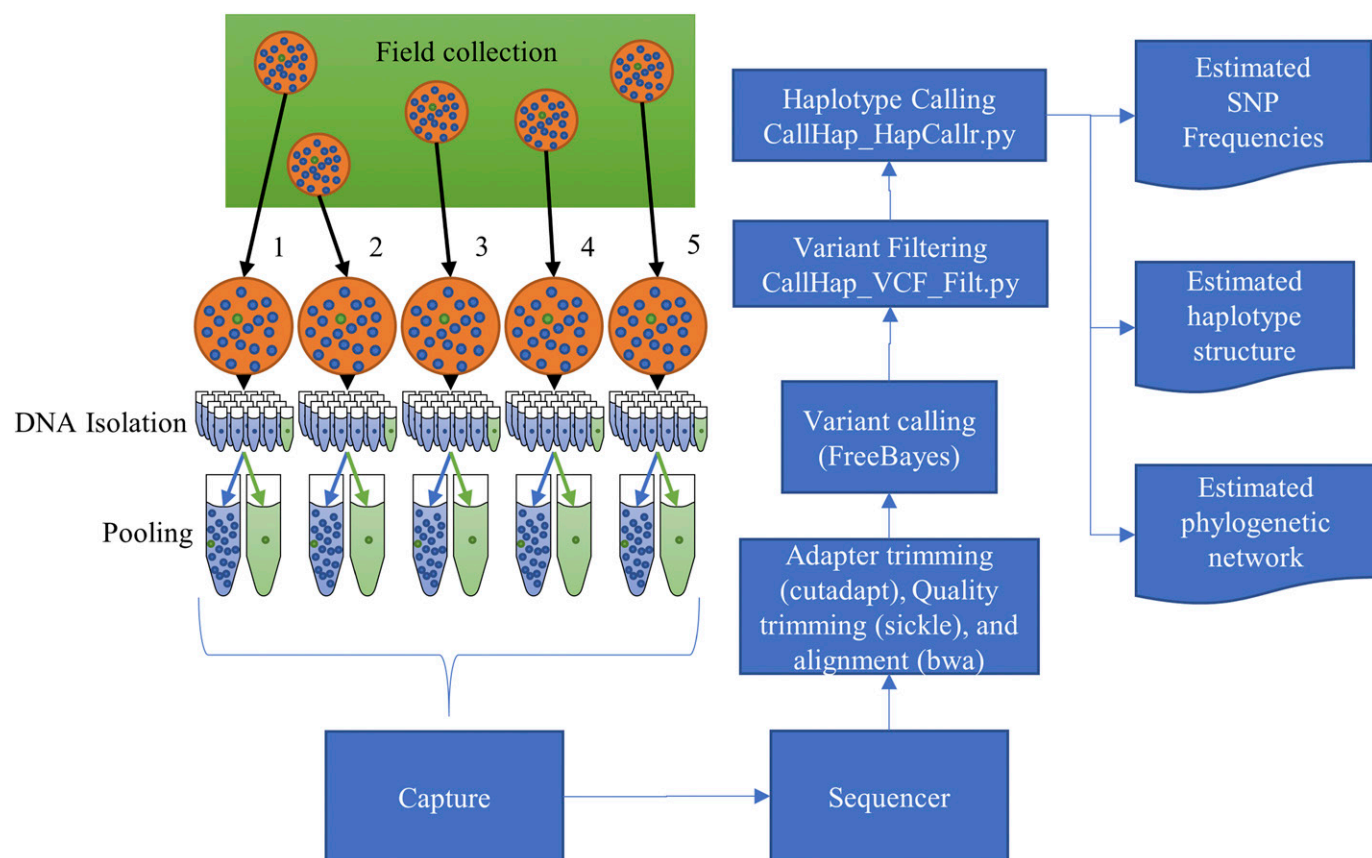 Field collection
1
2
3
4
5
DNA Isolation
Pooling
Capture
Sequencer
Adapter trimming
(cutadapt), Quality
trimming (sickle), and
alignment (bwa)
Variant calling
(FreeBayes)
Variant Filtering
CallHap_VCF_Filt.py
Haplotype Calling
CallHap_HapCallr.py
Estimated
SNP
Frequencies
Estimated
haplotype
structure
Estimated
phylogenetic
network